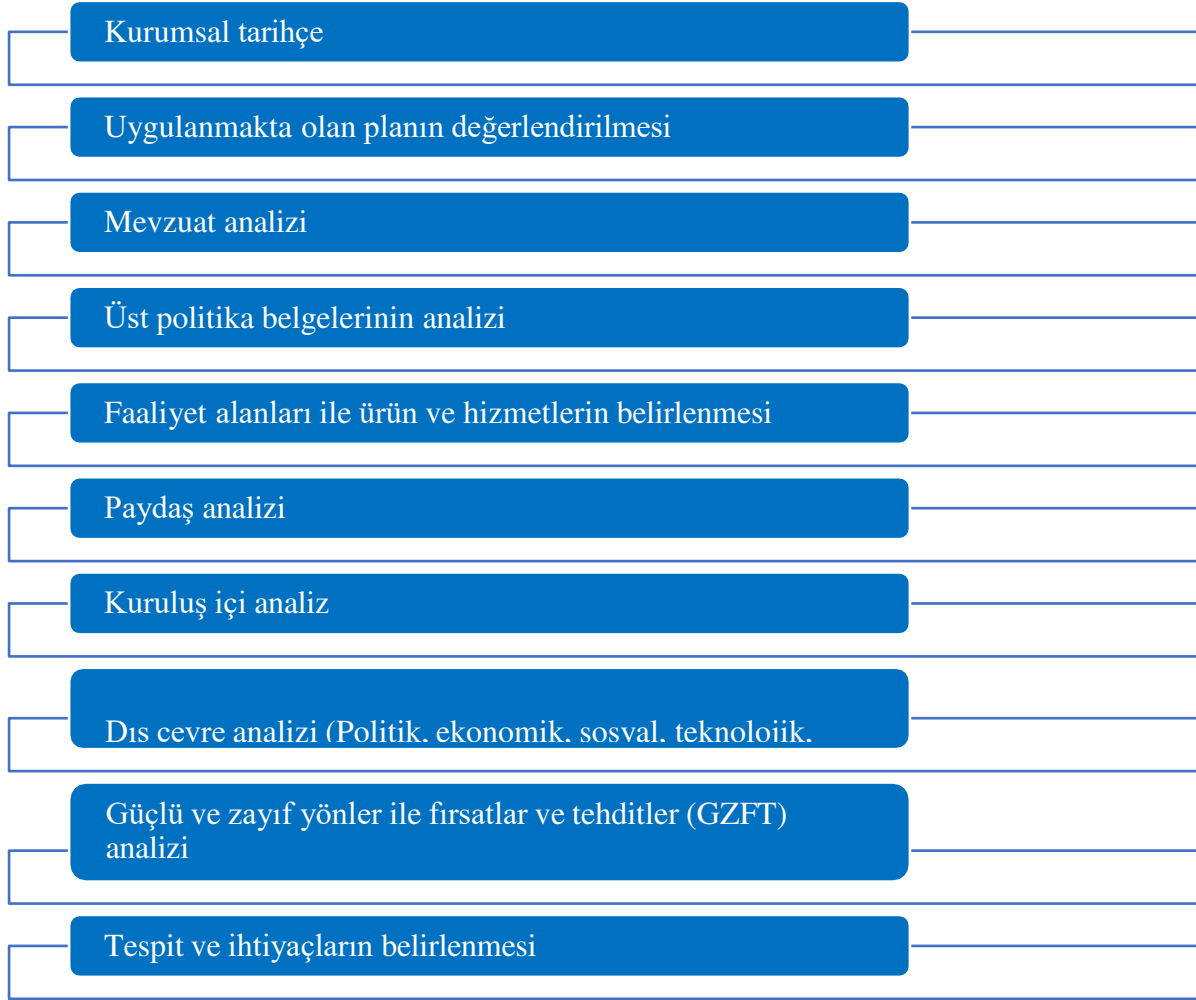 Kurumsal tarihçe
Uygulanmakta olan planın değerlendirilmesi
Mevzuat analizi
Üst politika belgelerinin analizi
Faaliyet alanları ile ürün ve hizmetlerin belirlenmesi
Paydaş analizi
Kuruluş içi analiz
Dış çevre analizi (Politik, ekonomik, sosyal, teknolojik,
Güçlü ve zayıf yönler ile fırsatlar ve tehditler (GZFT)
analizi
Tespit ve ihtiyaçların belirlenmesi